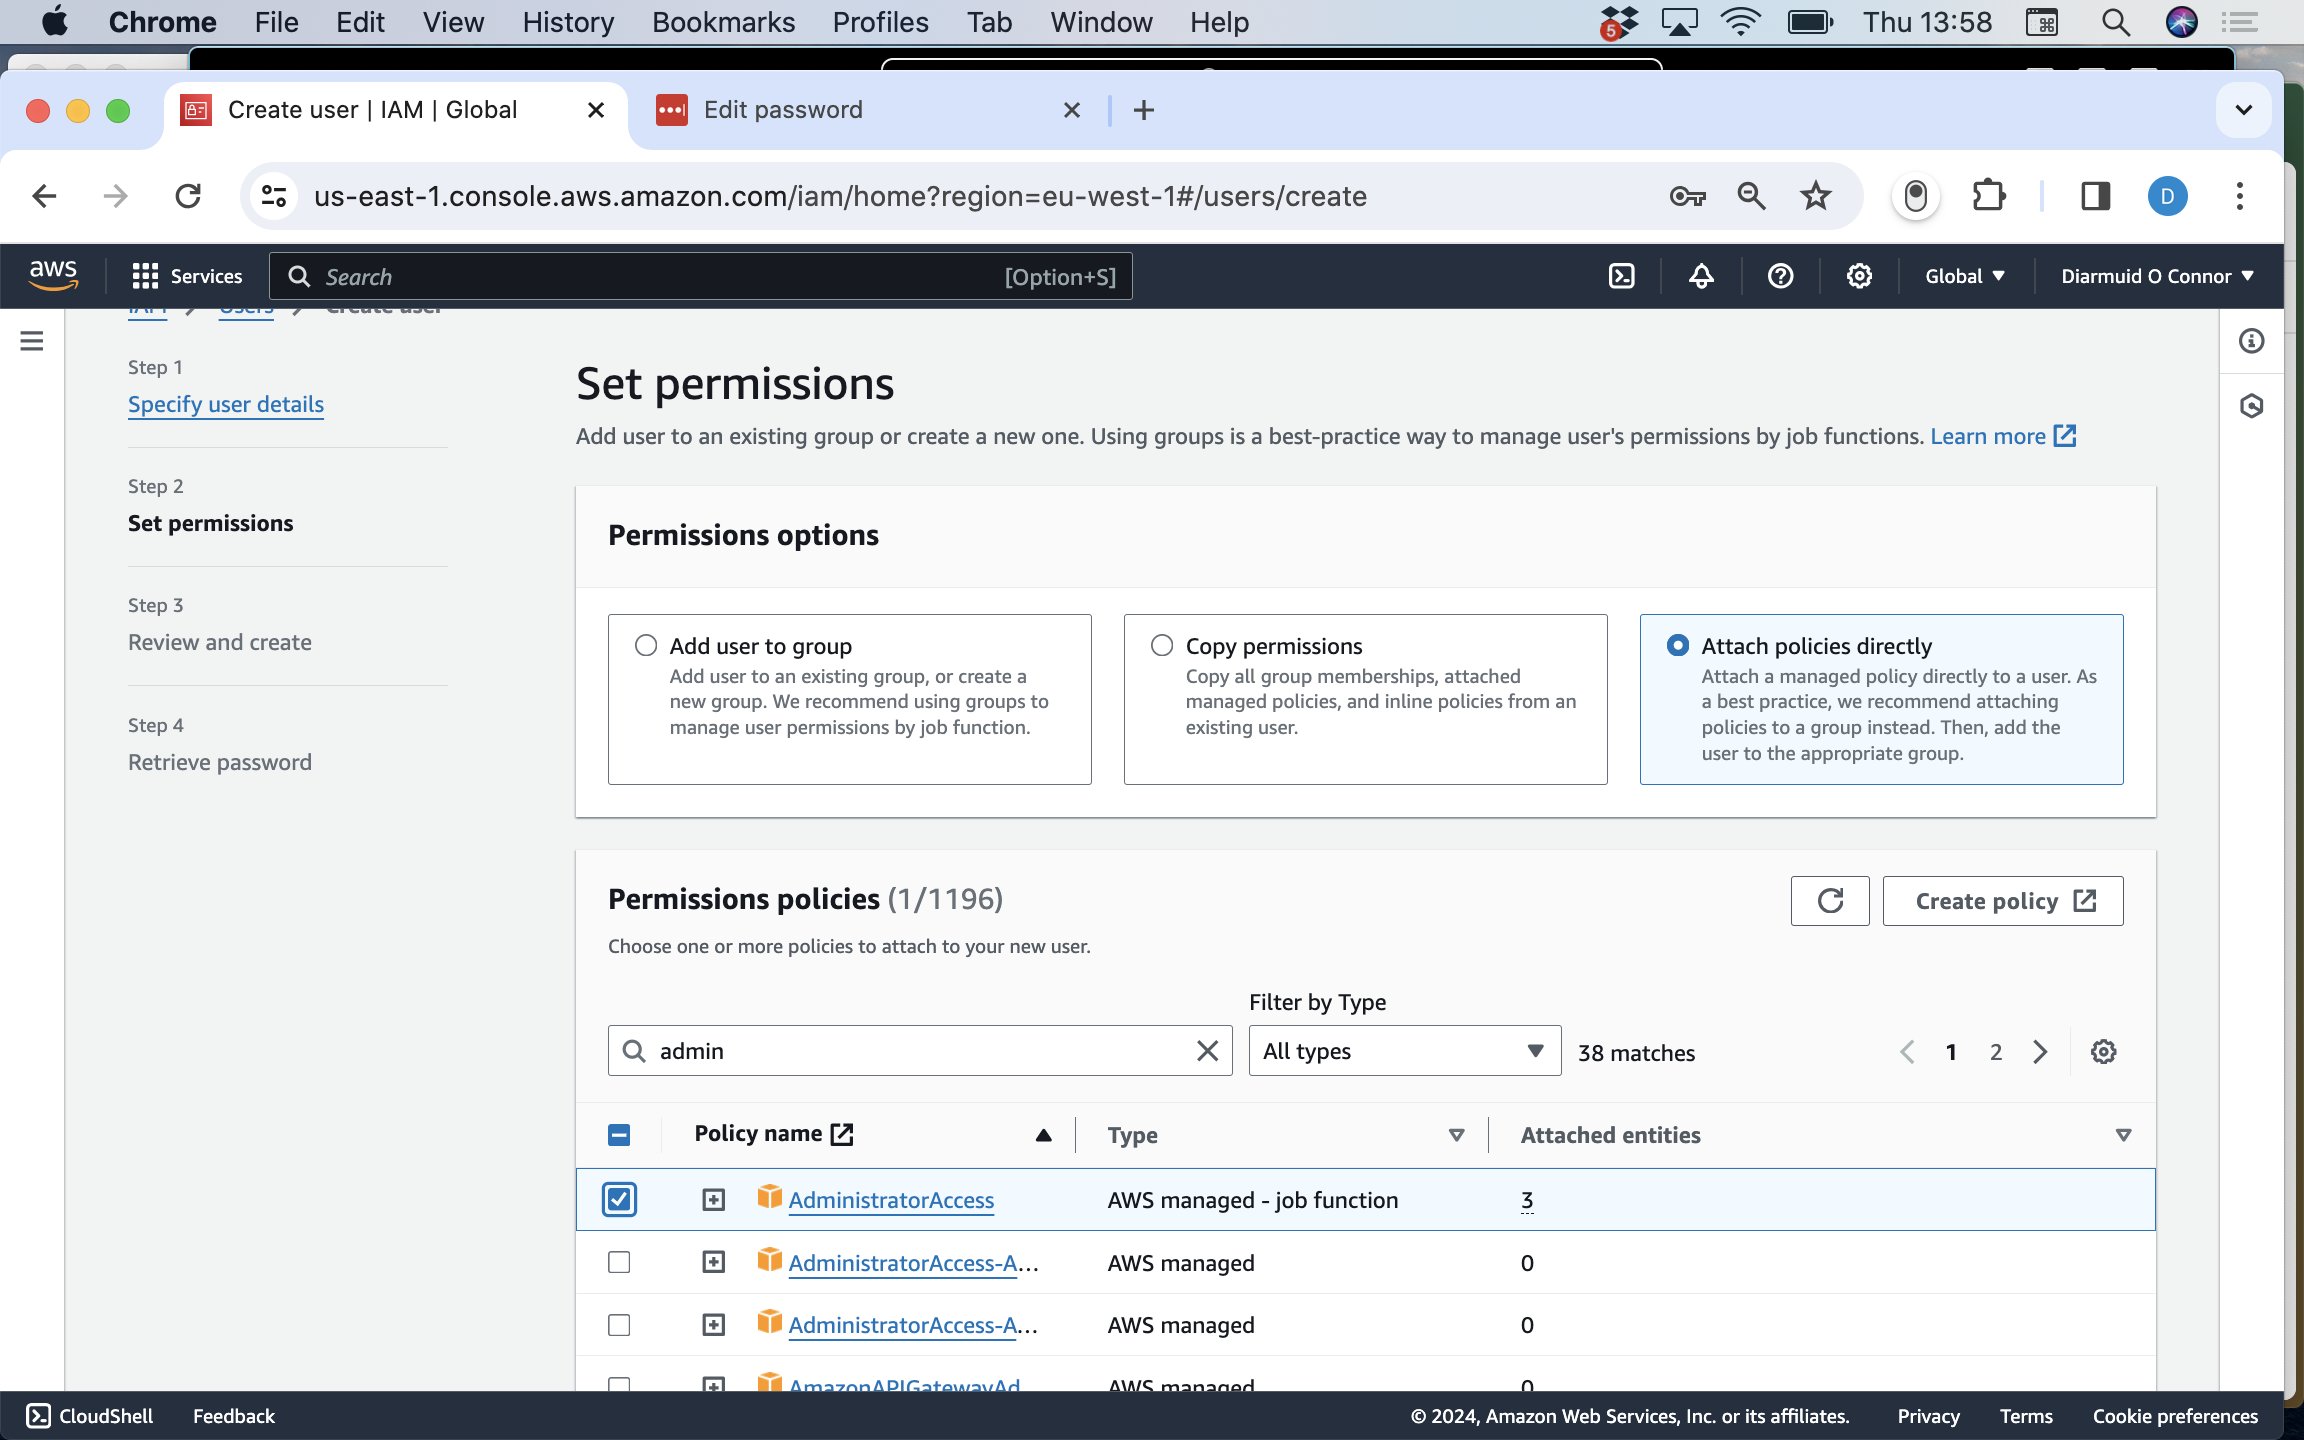 Chrome File Edit View History Bookmarks Profiles Tab Window Help 5 Thu 13:58
Create user | IAM | Global
Edit password
us-east-1.console.aws.amazon.com/iam/home?region=eu-west-1#/users/create
D
aws Services Search [Option+S] Global Diarmuid O Connor
IAM Users Create user
Step 1
Specify user details
Step 2
Set permissions
Step 3
Review and create
Step 4
Retrieve password
Set permissions
Add user to an existing group or create a new one. Using groups is a best-practice way to manage user's permissions by job functions. Learn more
Permissions options
Add user to group
Add user to an existing group, or create a
new group. We recommend using groups to
manage user permissions by job function.
Copy permissions
Copy all group memberships, attached
managed policies, and inline policies from an
existing user.
Attach policies directly
Attach a managed policy directly to a user. As
a best practice, we recommend attaching
policies to a group instead. Then, add the
user to the appropriate group.
Permissions policies (1/1196)
Create policy
Choose one or more policies to attach to your new user.
Filter by Type
admin
All types
38 matches
1 2
Policy name Type Attached entities
AdministratorAccess AWS managed - job function 3
AdministratorAccess-A... AWS managed 0
AdministratorAccess-A... AWS managed 0
AmazonAPIGatewayAd AWS managed 0
CloudShell Feedback © 2024, Amazon Web Services, Inc. or its affiliates. Privacy Terms Cookie preferences